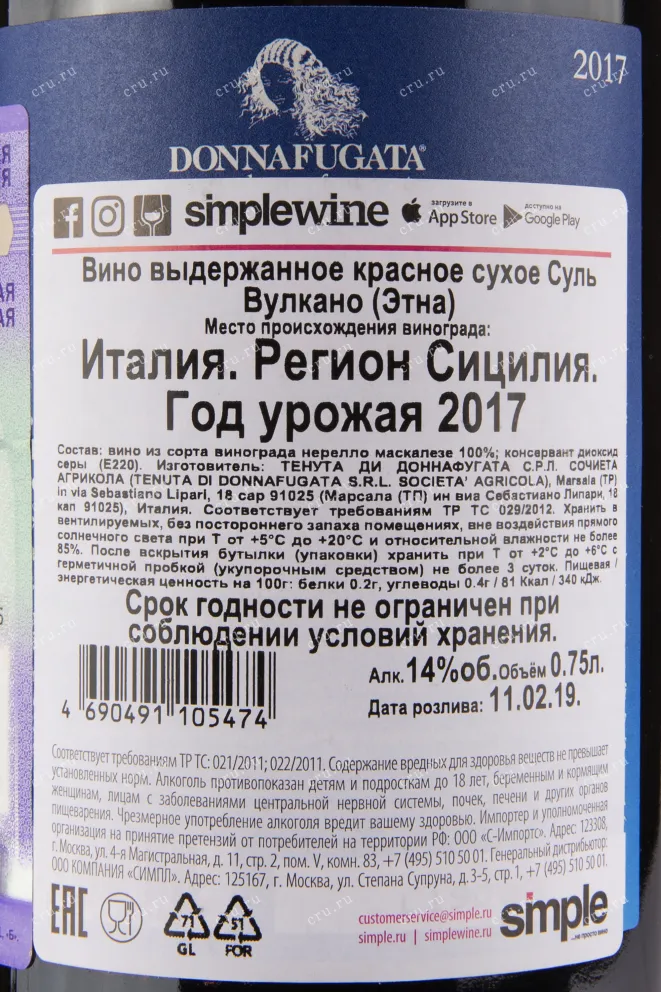 2017
DONNAFUGATA®
simplewine загрузите в App Store доступно на Google Play
Вино выдержанное красное сухое Суль
Вулкано (Этна)
Место происхождения винограда:
Италия. Регион Сицилия.
Год урожая 2017
Состав: вино из сорта винограда нерелло маскалезе 100%; консервант диоксид
серы (Е220). Изготовитель: ТЕНУТА ДИ ДОННАФУГАТА С.Р.Л. СОЧИЕТА
АГРИКОЛА (TENUTA DI DONNAFUGATA S.R.L. SOCIETA' AGRICOLA), Marsala (TP)
in via Sebastiano Lipari, 18 cap 91025 (Марсала (ТП) ин виа Себастиано Липари, 18
кап 91025), Италия. Соответствует требованиям ТР ТС 029/2012. Хранить в
вентилируемых, без постороннего запаха помещениях, вне воздействия прямого
солнечного света при Т от +5°С до +20°С и относительной влажности не более
85%. После вскрытия бутылки (упаковки) хранить при Т от +2°С до +6°С с
герметичной пробкой (укупорочным средством) не более 3 суток. Пищевая /
энергетическая ценность на 100г: белки 0.2г, углеводы 0.4г / 81 Ккал / 340 кДж.
Срок годности не ограничен при
соблюдении условий хранения.
Алк. 14%об. Объём 0.75л.
Дата розлива: 11.02.19.
4 690491 105474
Соответствует требованиям ТР ТС: 021/2011; 022/2011. Содержание вредных для здоровья веществ не превышает
установленных норм. Алкоголь противопоказан детям и подросткам до 18 лет, беременным и кормящим
женщинам, лицам с заболеваниями центральной нервной системы, почек, печени и других органов
пищеварения. Чрезмерное употребление алкоголя вредит вашему здоровью. Импортер и уполномоченная
организация на принятие претензий от потребителей на территории РФ: ООО «С-Импортс». Адрес: 123308,
г. Москва, ул. 4-я Магистральная, д. 11, стр. 2, пом. V, комн. 83, +7 (495) 510 50 01. Генеральный дистрибьютор:
ООО КОМПАНИЯ «СИМПЛ». Адрес: 125167, г. Москва, ул. Степана Супруна, д. 3-5, стр. 1, +7 (495) 510 50 01.
EAC
71
GL
51
FOR
customerservice@simple.ru
simple.ru | simplewine.ru
simple
...не просто вино
cru.ru